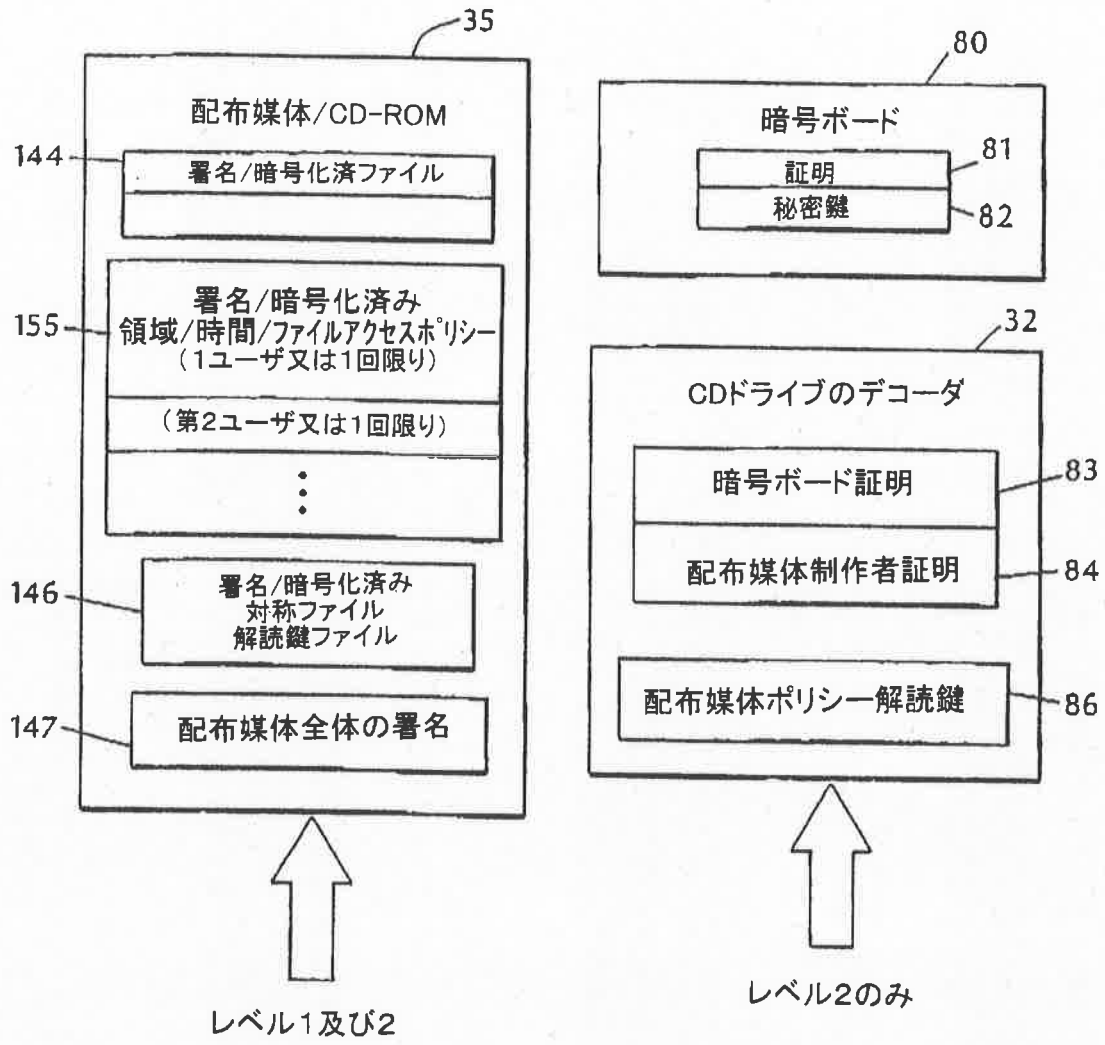 35
配布媒体/CD-ROM
144
署名/暗号化済ファイル
155
署名/暗号化済み
領域/時間/ファイルアクセスポリシー
(1ユーザ又は1回限り)
(第2ユーザ又は1回限り)
146
署名/暗号化済み
対称ファイル
解読鍵ファイル
147
配布媒体全体の署名
レベル1及び2
80
暗号ボード
81
証明
82
秘密鍵
32
CDドライブのデコーダ
83
暗号ボード証明
84
配布媒体制作者証明
86
配布媒体ポリシー解読鍵
レベル2のみ